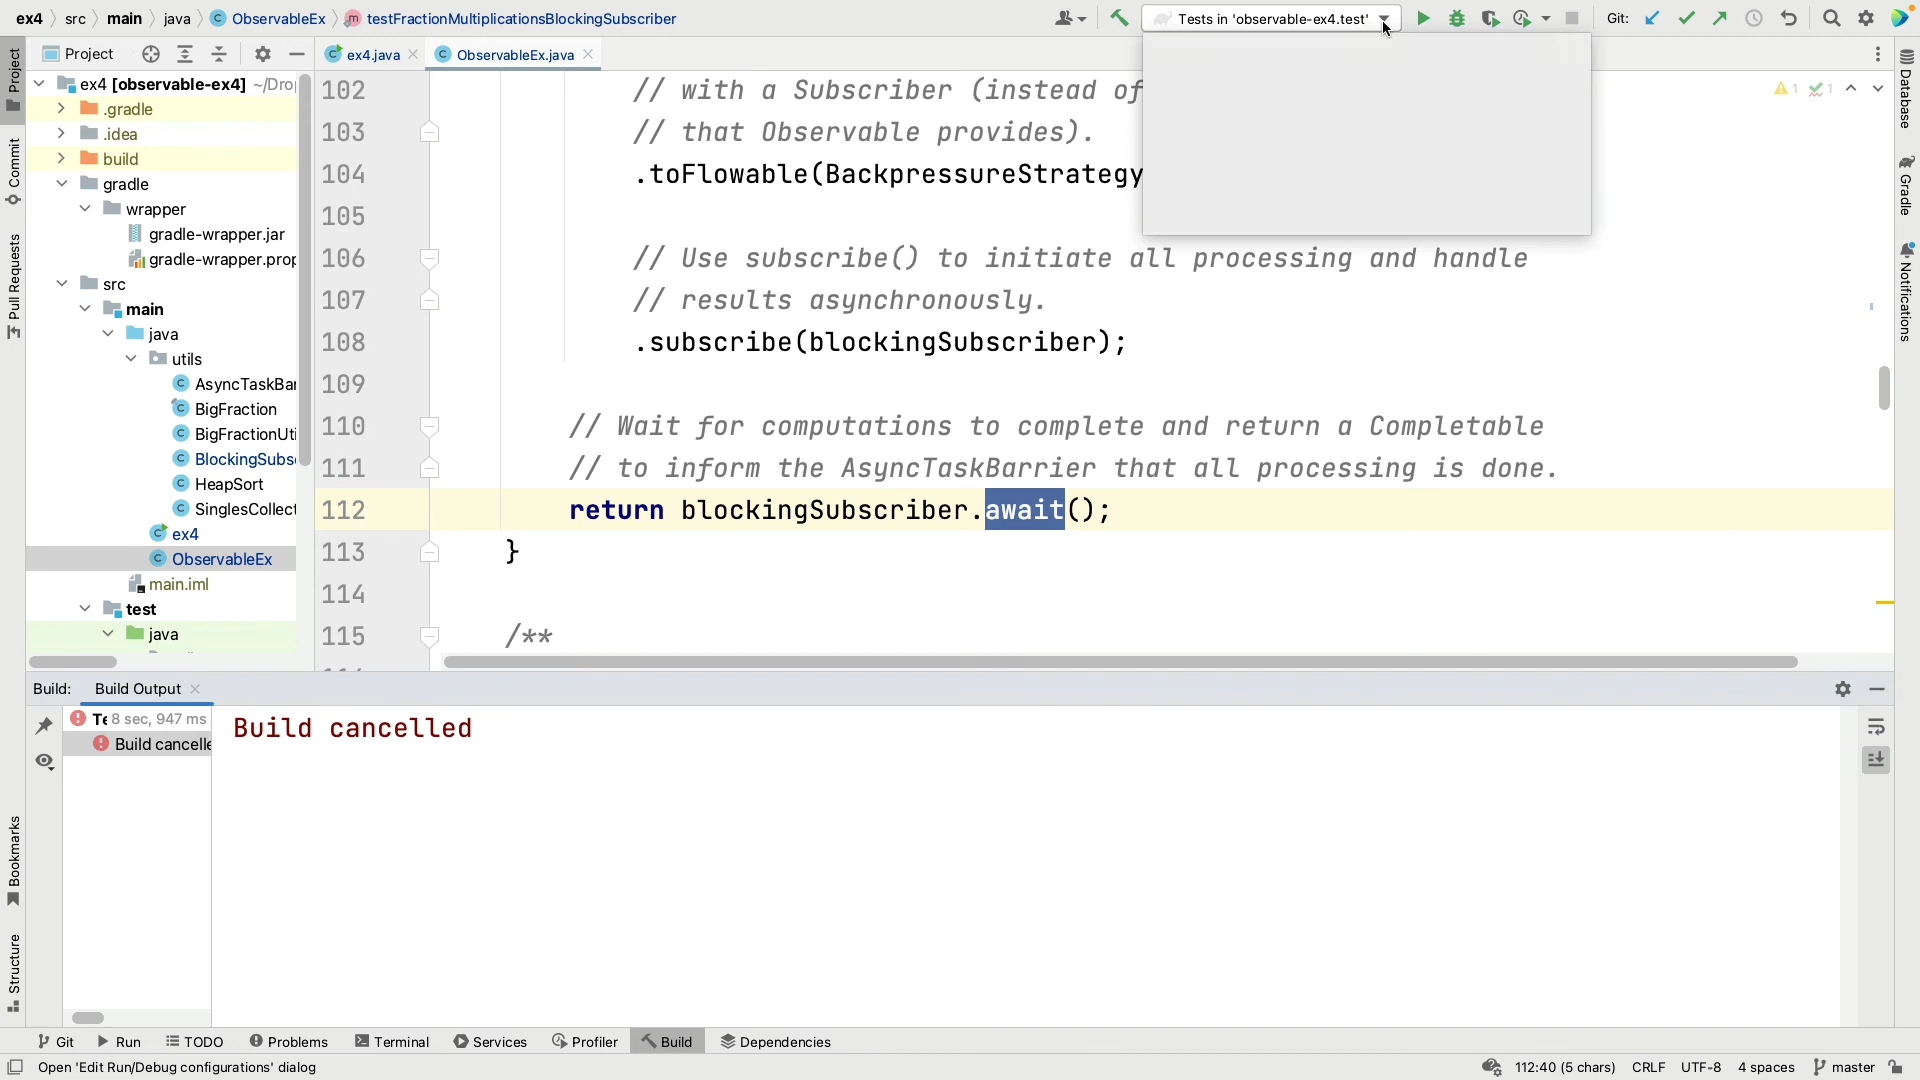 ex4 src main java ObservableEx testFractionMultiplicationsBlockingSubscriber
Tests in 'observable-ex4.test'
Git:
Project
ex4.java
ObservableEx.java
ex4 [observable-ex4] ~/Dro
.gradle
.idea
build
gradle
wrapper
gradle-wrapper.jar
gradle-wrapper.prop
src
main
java
utils
AsyncTaskBar
BigFraction
BigFractionUti
BlockingSubs
HeapSort
SinglesCollect
ex4
ObservableEx
main.iml
test
java
Project
Commit
Pull Requests
Bookmarks
Structure
102 // with a Subscriber (instead of
103 // that Observable provides).
104 .toFlowable(BackpressureStrategy
105
106 // Use subscribe() to initiate all processing and handle
107 // results asynchronously.
108 .subscribe(blockingSubscriber);
109
110 // Wait for computations to complete and return a Completable
111 // to inform the AsyncTaskBarrier that all processing is done.
112 return blockingSubscriber.await();
113 }
114
115 /**
1
1
Database
Gradle
Notifications
Build: Build Output
8 sec, 947 ms
Build cancelle
Build cancelled
Git Run TODO Problems Terminal Services Profiler Build Dependencies
Open 'Edit Run/Debug configurations' dialog
112:40 (5 chars) CRLF UTF-8 4 spaces master